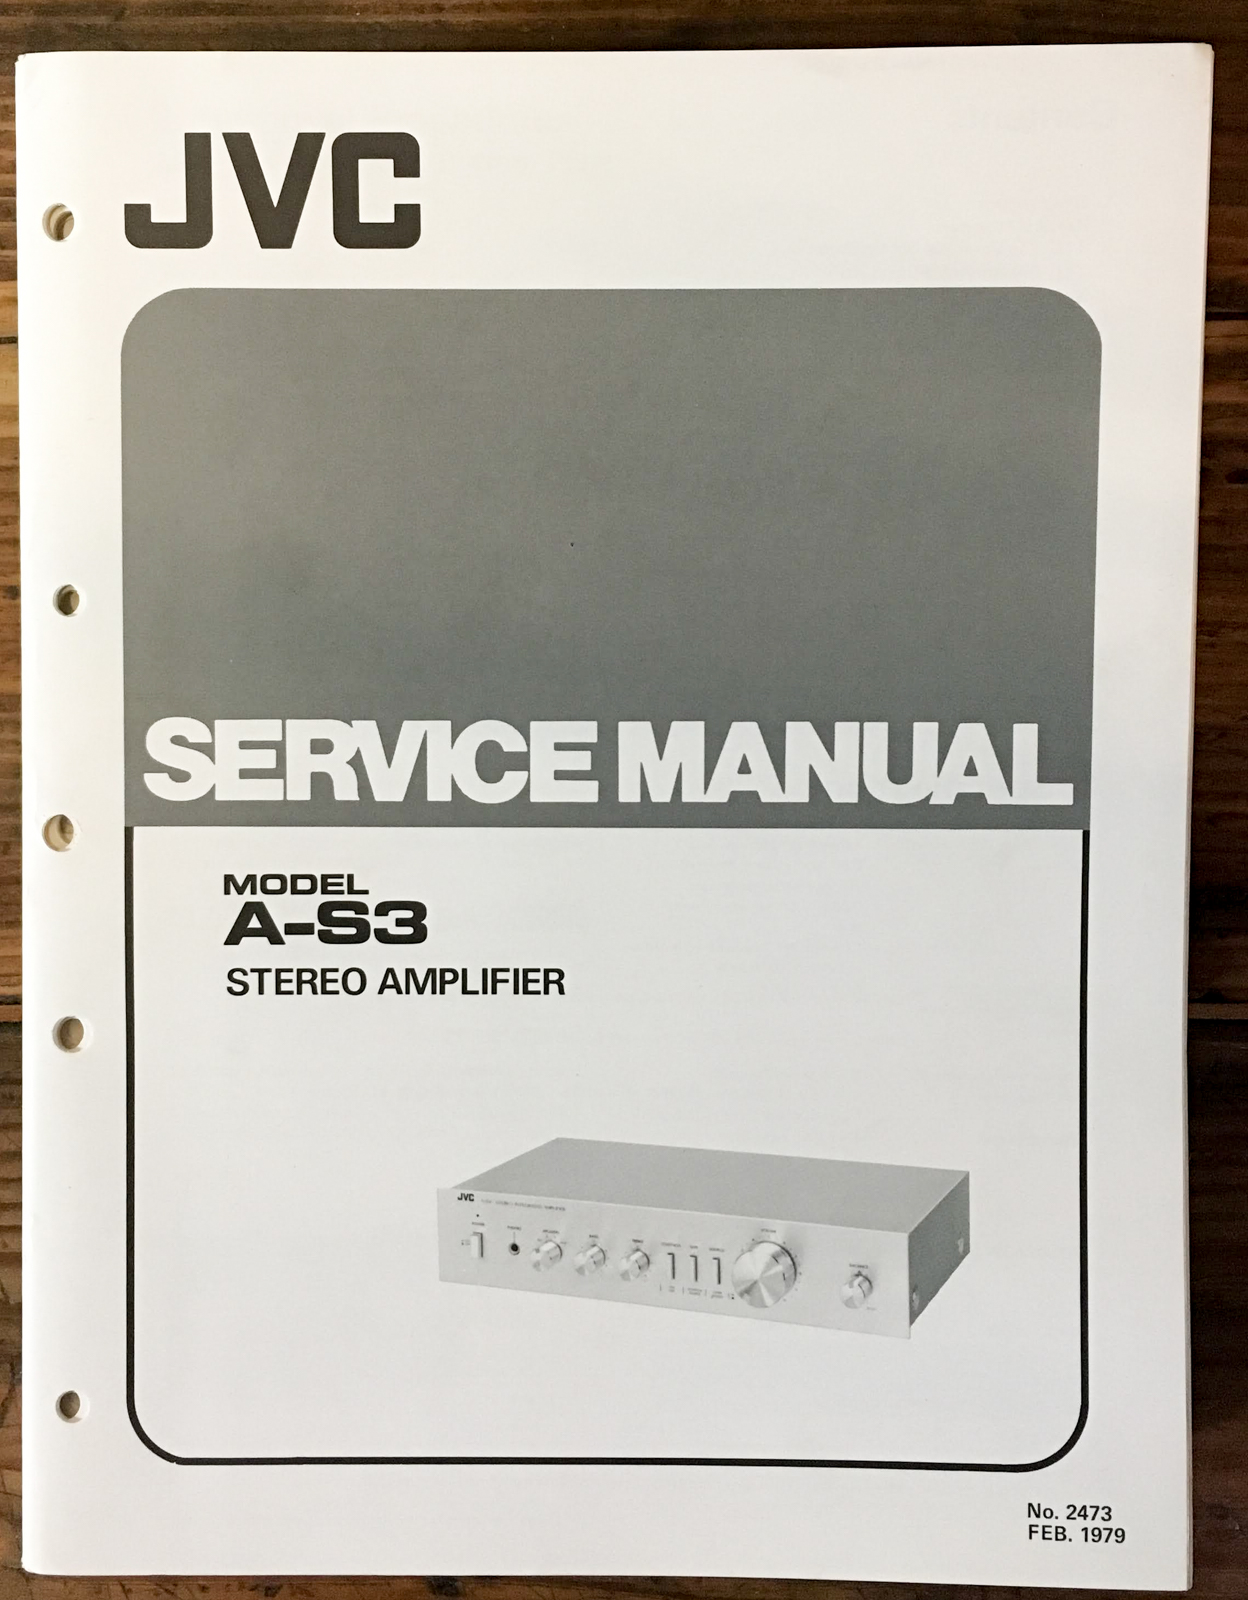 JVC
SERVICE MANUAL
MODEL
A-S3
STEREO AMPLIFIER
JVC
No. 2473
FEB. 1979